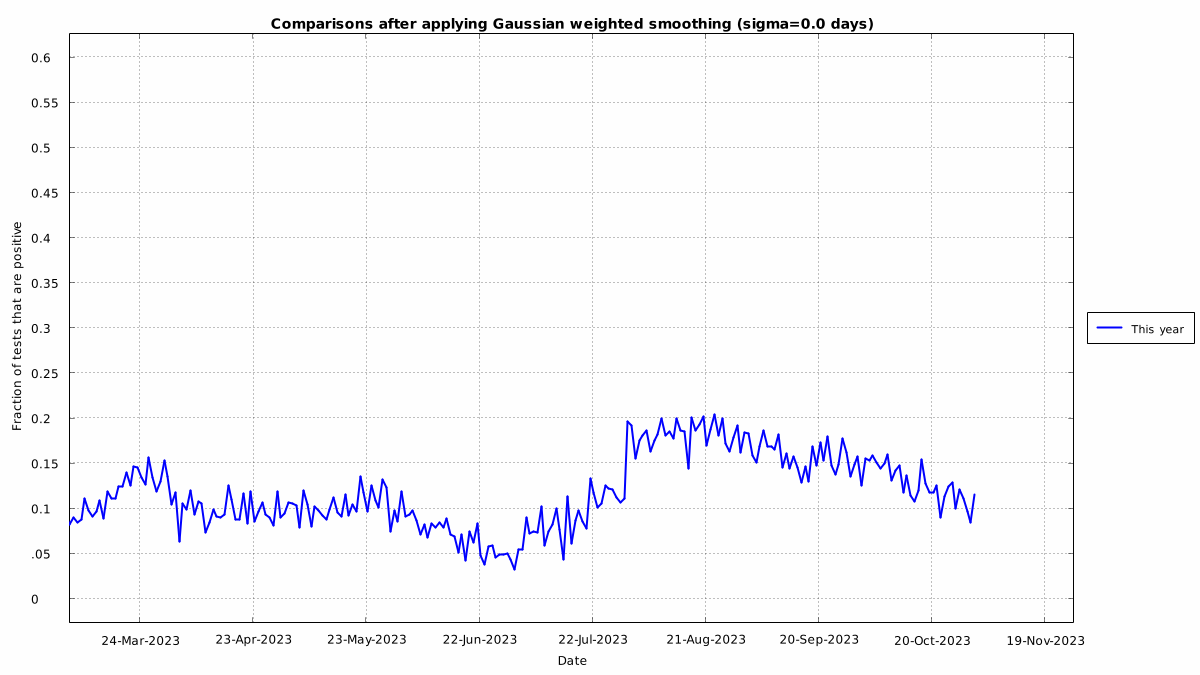 Comparisons after applying Gaussian weighted smoothing (sigma=0.0 days)
0.6
0.55
0.5
0.45
0.4
0.35
0.3
0.25
0.2
0.15
0.1
.05
0
Fraction of tests that are positive
24-Mar-2023 23-Apr-2023 23-May-2023 22-Jun-2023 22-Jul-2023 21-Aug-2023 20-Sep-2023 20-Oct-2023 19-Nov-2023
Date
This year